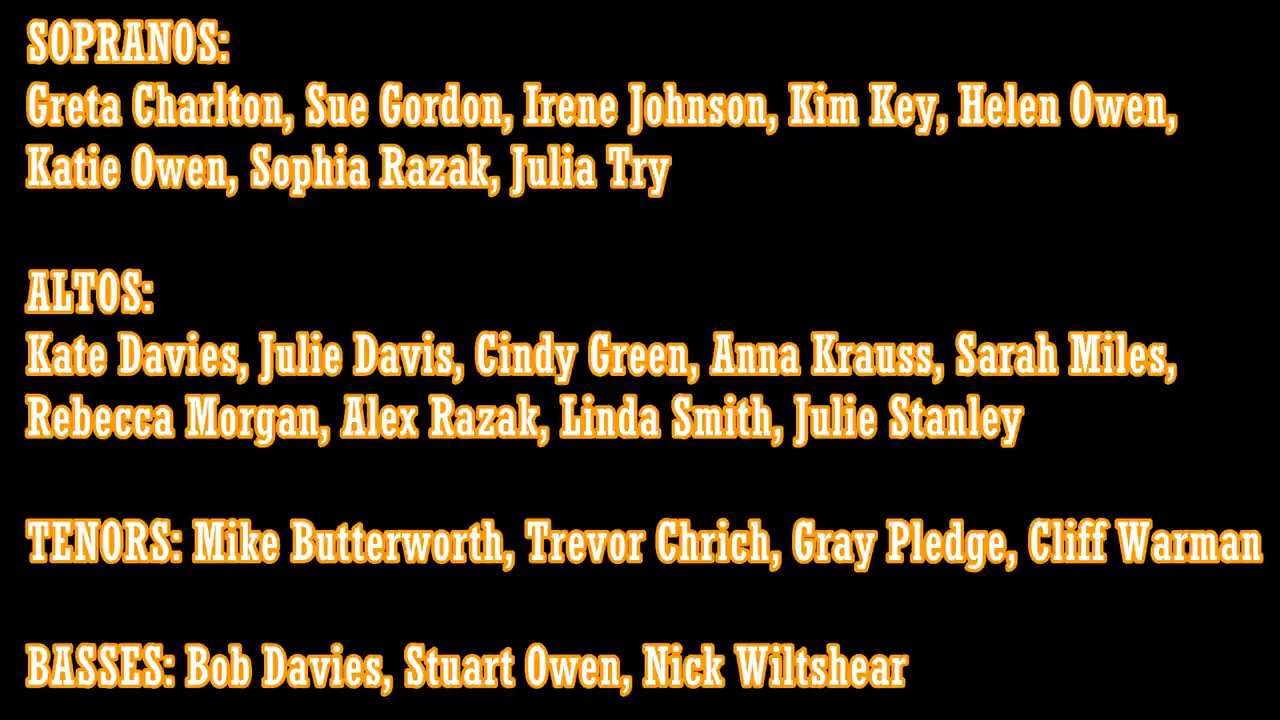 SOPRANOS:
Greta Charlton, Sue Gordon, Irene Johnson, Kim Key, Helen Owen,
Katie Owen, Sophia Razak, Julia Try
ALTOS:
Kate Davies, Julie Davis, Cindy Green, Anna Krauss, Sarah Miles,
Rebecca Morgan, Alex Razak, Linda Smith, Julie Stanley
TENORS: Mike Butterworth, Trevor Chrich, Gray Pledge, Cliff Warman
BASSES: Bob Davies, Stuart Owen, Nick Wiltshear